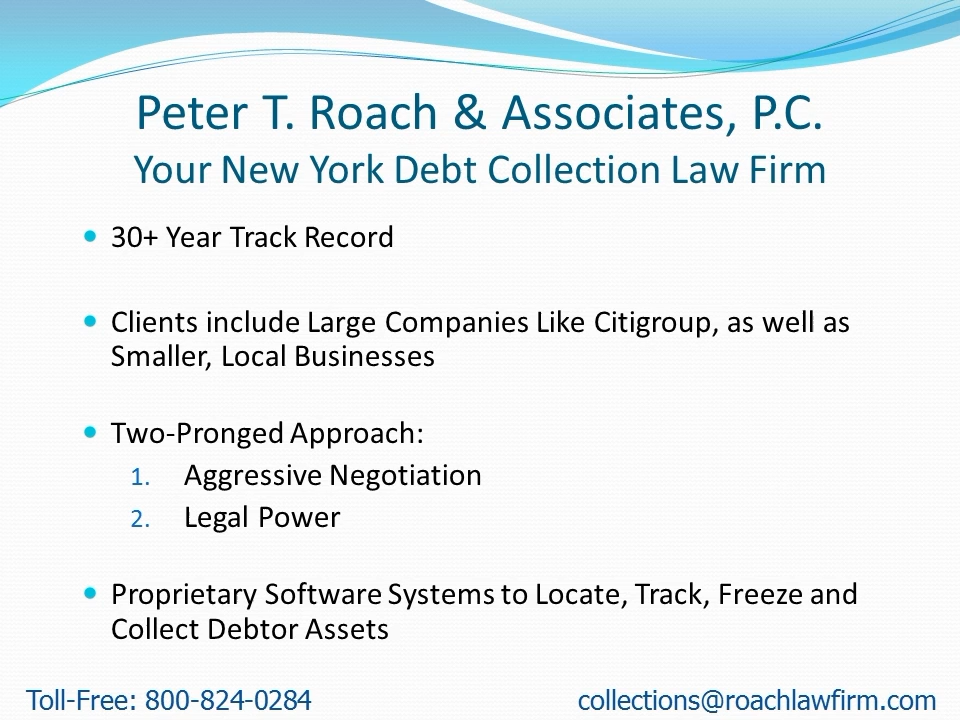 Peter T. Roach & Associates, P.C.
Your New York Debt Collection Law Firm
• 30+ Year Track Record
• Clients include Large Companies Like Citigroup, as well as
Smaller, Local Businesses
• Two-Pronged Approach:
1. Aggressive Negotiation
2. Legal Power
• Proprietary Software Systems to Locate, Track, Freeze and
Collect Debtor Assets
Toll-Free: 800-824-0284
collections@roachlawfirm.com